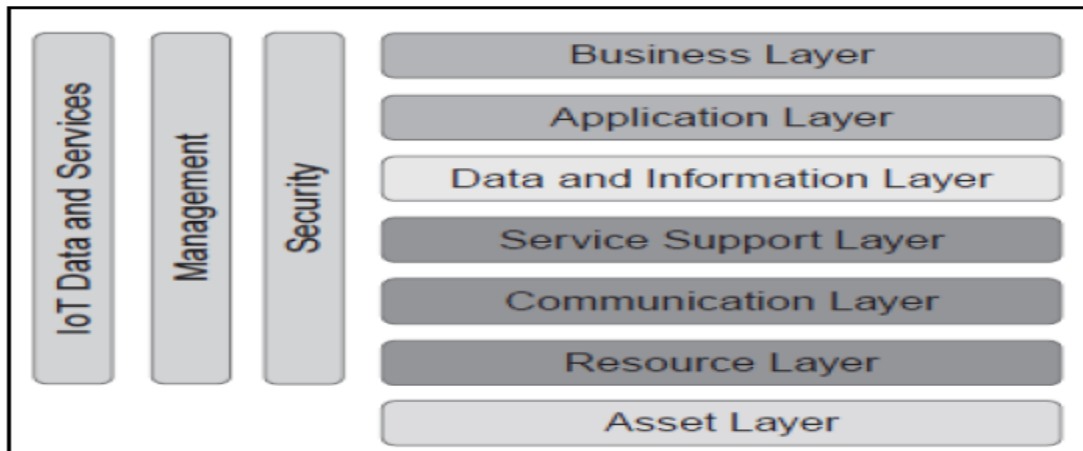 IoT Data and Services
Management
Security
Business Layer
Application Layer
Data and Information Layer
Service Support Layer
Communication Layer
Resource Layer
Asset Layer